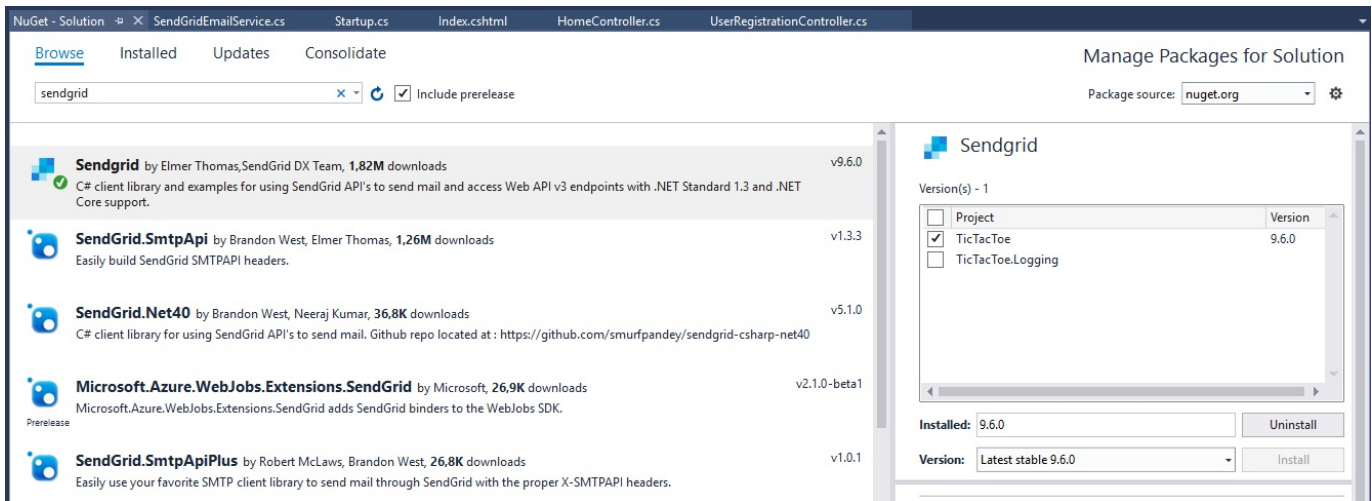 NuGet - Solution SendGridEmailService.cs Startup.cs Index.cshtml HomeController.cs UserRegistrationController.cs
Browse Installed Updates Consolidate
Manage Packages for Solution
sendgrid
Include prerelease
Package source: nuget.org
Sendgrid by Elmer Thomas,SendGrid DX Team, 1,82M downloads
v9.6.0
C# client library and examples for using SendGrid API's to send mail and access Web API v3 endpoints with .NET Standard 1.3 and .NET
Core support.
SendGrid.SmtpApi by Brandon West, Elmer Thomas, 1,26M downloads
v1.3.3
Easily build SendGrid SMTPAPI headers.
SendGrid.Net40 by Brandon West, Neeraj Kumar, 36,8K downloads
v5.1.0
C# client library for using SendGrid API's to send mail. Github repo located at : https://github.com/smurfpandey/sendgrid-csharp-net40
Microsoft.Azure.WebJobs.Extensions.SendGrid by Microsoft, 26,9K downloads
v2.1.0-beta1
Microsoft.Azure.WebJobs.Extensions.SendGrid adds SendGrid binders to the WebJobs SDK.
Prerelease
SendGrid.SmtpApiPlus by Robert McLaws, Brandon West, 26,8K downloads
v1.0.1
Easily use your favorite SMTP client library to send mail through SendGrid with the proper X-SMTPAPI headers.
Sendgrid
Version(s) - 1
Project Version
TicTacToe 9.6.0
TicTacToe.Logging
Installed: 9.6.0 Uninstall
Version: Latest stable 9.6.0 Install